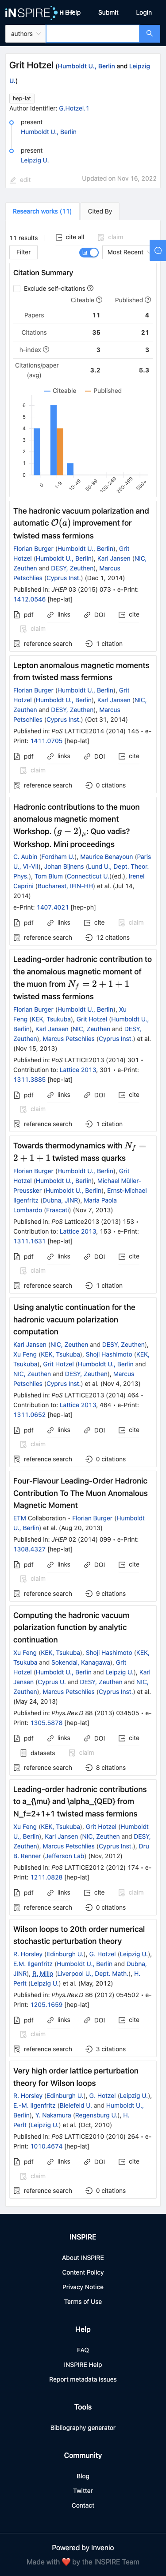 INSPIRE HEP
Help Submit Login
authors
Grit Hotzel (Humboldt U., Berlin and Leipzig
U.)
hep-lat
Author Identifier: G.Hotzel.1
present
Humboldt U., Berlin
present
Leipzig U.
edit
Updated on Nov 16, 2022
Research works (11) Cited By
11 results | cite all claim
Filter Most Recent
Citation Summary
Exclude self-citations
Citeable Published
Papers 11 4
Citations 35 21
h-index 3 3
Citations/paper
(avg) 3.2 5.3
Citeable Published
6
5
4
3
2
1
0
0 1-9 10-49 50-99 100-249 250-499 500+
The hadronic vacuum polarization and
automatic O(a) improvement for
twisted mass fermions
Florian Burger (Humboldt U., Berlin), Grit
Hotzel (Humboldt U., Berlin), Karl Jansen (NIC,
Zeuthen and DESY, Zeuthen), Marcus
Petschlies (Cyprus Inst.) (Dec 1, 2014)
Published in: JHEP 03 (2015) 073 • e-Print:
1412.0546 [hep-lat]
pdf links DOI cite
claim
reference search 1 citation
Lepton anomalous magnetic moments
from twisted mass fermions
Florian Burger (Humboldt U., Berlin), Grit
Hotzel (Humboldt U., Berlin), Karl Jansen (NIC,
Zeuthen and DESY, Zeuthen), Marcus
Petschlies (Cyprus Inst.) (Oct 31, 2014)
Published in: PoS LATTICE2014 (2014) 145 • e-
Print: 1411.0705 [hep-lat]
pdf links DOI cite
claim
reference search 0 citations
Hadronic contributions to the muon
anomalous magnetic moment
Workshop. (g − 2)μ: Quo vadis?
Workshop. Mini proceedings
C. Aubin (Fordham U.), Maurice Benayoun (Paris
U., VI-VII), Johan Bijnens (Lund U., Dept. Theor.
Phys.), Tom Blum (Connecticut U.)(ed.), Irenel
Caprini (Bucharest, IFIN-HH) et al. (Jul 14,
2014)
e-Print: 1407.4021 [hep-ph]
pdf links cite claim
reference search 12 citations
Leading-order hadronic contribution to
the anomalous magnetic moment of
the muon from Nf = 2 + 1 + 1
twisted mass fermions
Florian Burger (Humboldt U., Berlin), Xu
Feng (KEK, Tsukuba), Grit Hotzel (Humboldt U.,
Berlin), Karl Jansen (NIC, Zeuthen and DESY,
Zeuthen), Marcus Petschlies (Cyprus Inst.) et al.
(Nov 15, 2013)
Published in: PoS LATTICE2013 (2014) 301 •
Contribution to: Lattice 2013, 301 • e-Print:
1311.3885 [hep-lat]
pdf links DOI cite
claim
reference search 1 citation
Towards thermodynamics with Nf =
2 + 1 + 1 twisted mass quarks
Florian Burger (Humboldt U., Berlin), Grit
Hotzel (Humboldt U., Berlin), Michael Müller-
Preussker (Humboldt U., Berlin), Ernst-Michael
Ilgenfritz (Dubna, JINR), Maria Paola
Lombardo (Frascati) (Nov 7, 2013)
Published in: PoS LATTICE2013 (2013) 153 •
Contribution to: Lattice 2013, 153 • e-Print:
1311.1631 [hep-lat]
pdf links DOI cite
claim
reference search 1 citation
Using analytic continuation for the
hadronic vacuum polarization
computation
Karl Jansen (NIC, Zeuthen and DESY, Zeuthen),
Xu Feng (KEK, Tsukuba), Shoji Hashimoto (KEK,
Tsukuba), Grit Hotzel (Humboldt U., Berlin and
NIC, Zeuthen and DESY, Zeuthen), Marcus
Petschlies (Cyprus Inst.) et al. (Nov 4, 2013)
Published in: PoS LATTICE2013 (2014) 464 •
Contribution to: Lattice 2013, 464 • e-Print:
1311.0652 [hep-lat]
pdf links DOI cite
claim
reference search 0 citations
Four-Flavour Leading-Order Hadronic
Contribution To The Muon Anomalous
Magnetic Moment
ETM Collaboration • Florian Burger (Humboldt
U., Berlin) et al. (Aug 20, 2013)
Published in: JHEP 02 (2014) 099 • e-Print:
1308.4327 [hep-lat]
pdf links DOI cite
claim
reference search 9 citations
Computing the hadronic vacuum
polarization function by analytic
continuation
Xu Feng (KEK, Tsukuba), Shoji Hashimoto (KEK,
Tsukuba and Sokendai, Kanagawa), Grit
Hotzel (Humboldt U., Berlin and Leipzig U.), Karl
Jansen (Cyprus U. and DESY, Zeuthen and NIC,
Zeuthen), Marcus Petschlies (Cyprus Inst.) et al.
(May 24, 2013)
Published in: Phys.Rev.D 88 (2013) 034505 • e-
Print: 1305.5878 [hep-lat]
pdf links DOI cite
datasets claim
reference search 8 citations
Leading-order hadronic contributions
to a_{\mu} and \alpha_{QED} from
N_f=2+1+1 twisted mass fermions
Xu Feng (KEK, Tsukuba), Grit Hotzel (Humboldt
U., Berlin), Karl Jansen (NIC, Zeuthen and DESY,
Zeuthen), Marcus Petschlies (Cyprus Inst.), Dru
B. Renner (Jefferson Lab) (Nov, 2012)
Published in: PoS LATTICE2012 (2012) 174 • e-
Print: 1211.0828 [hep-lat]
pdf links cite claim
reference search 0 citations
Wilson loops to 20th order numerical
stochastic perturbation theory
R. Horsley (Edinburgh U.), G. Hotzel (Leipzig U.),
E.M. Ilgenfritz (Humboldt U., Berlin and Dubna,
JINR), R. Millo (Liverpool U., Dept. Math.), H.
Perlt (Leipzig U.) et al. (May, 2012)
Published in: Phys.Rev.D 86 (2012) 054502 • e-
Print: 1205.1659 [hep-lat]
pdf links DOI cite
claim
reference search 3 citations
Very high order lattice perturbation
theory for Wilson loops
R. Horsley (Edinburgh U.), G. Hotzel (Leipzig U.),
E.-M. Ilgenfritz (Bielefeld U. and Humboldt U.,
Berlin), Y. Nakamura (Regensburg U.), H.
Perlt (Leipzig U.) et al. (Oct, 2010)
Published in: PoS LATTICE2010 (2010) 264 • e-
Print: 1010.4674 [hep-lat]
pdf links DOI cite
claim
reference search 0 citations
INSPIRE
About INSPIRE
Content Policy
Privacy Notice
Terms of Use
Help
FAQ
INSPIRE Help
Report metadata issues
Tools
Bibliography generator
Community
Blog
Twitter
Contact
Powered by Invenio
Made with ❤ by the INSPIRE Team